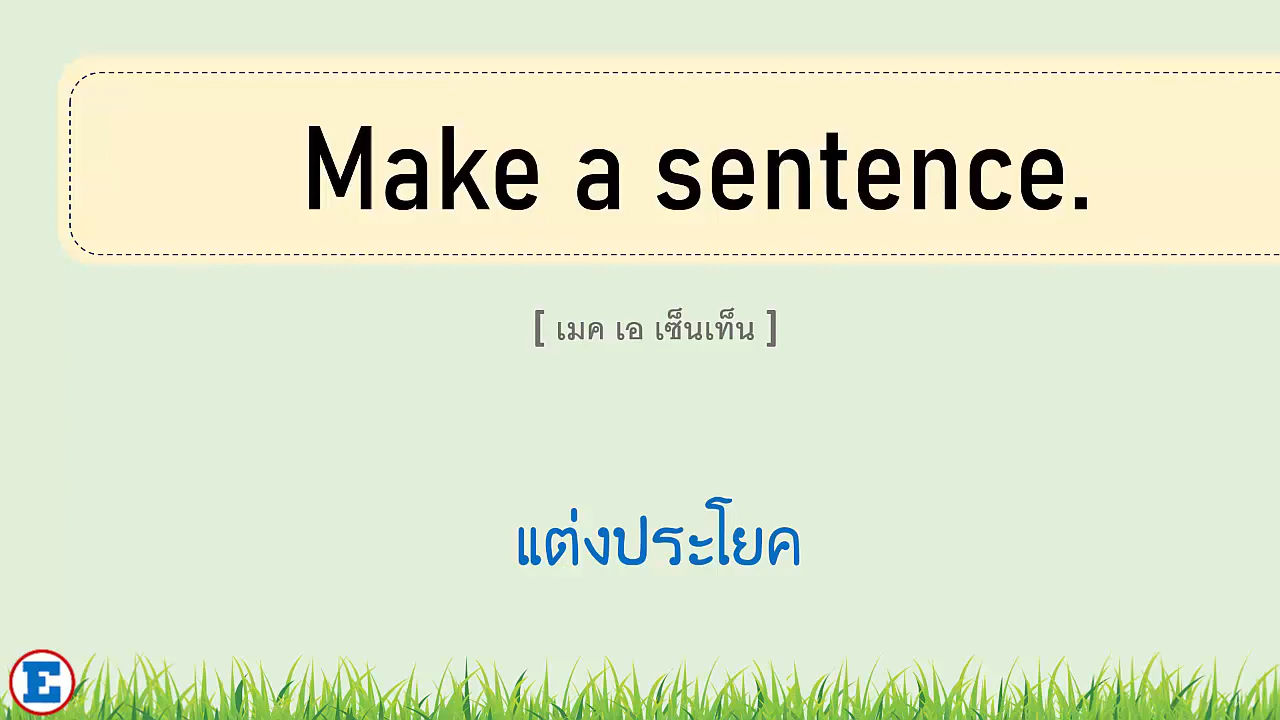 Make a sentence.
[ เมค เอ เซ็นเท็น ]
แต่งประโยค
E